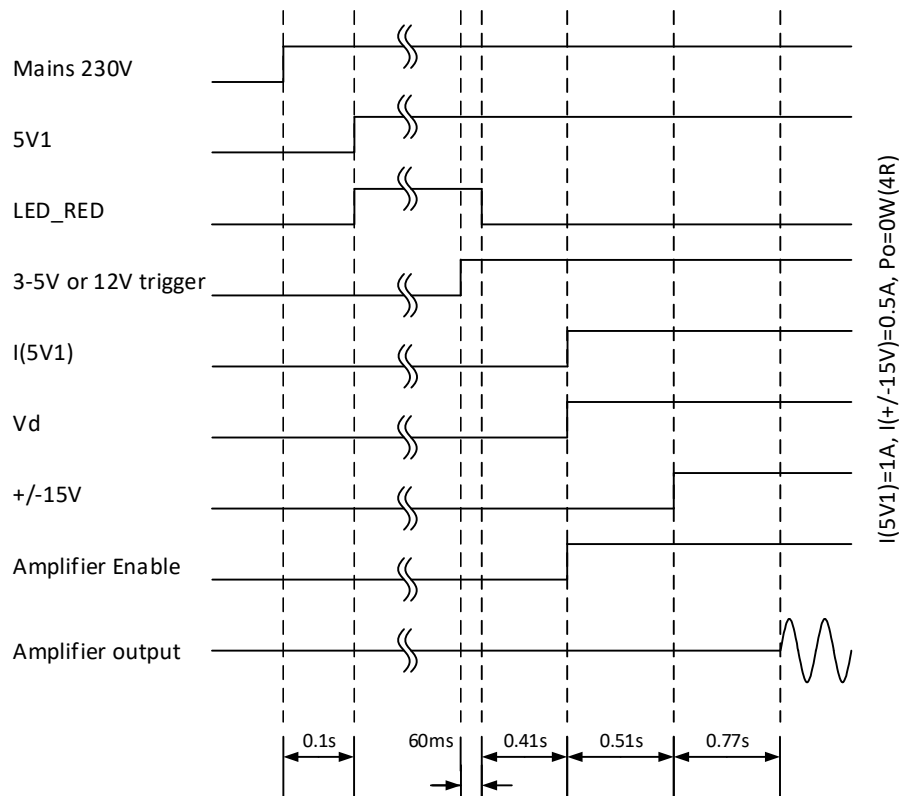 Mains 230V
5V1
LED_RED
3-5V or 12V trigger
I(5V1)
Vd
+/-15V
Amplifier Enable
Amplifier output
I(5V1)=1A, I(+/-15V)=0.5A, Po=0W(4R)
0.1s
60ms
0.41s
0.51s
0.77s